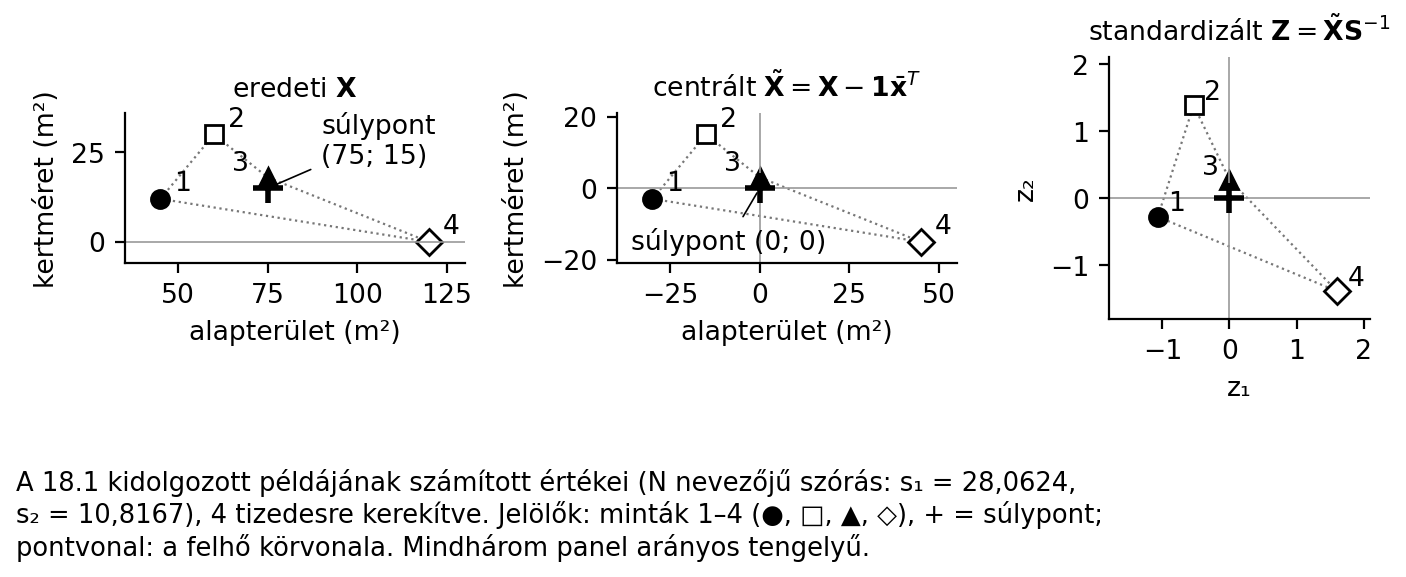 eredeti X
kertméret (m²)
25
0
2
súlypont
(75; 15)
3
1
4
50
75
100
125
alapterület (m²)
centrált X̃ = X − 1x̄ᵀ
kertméret (m²)
20
0
−20
2
3
1
4
súlypont (0; 0)
−25
0
25
50
alapterület (m²)
standardizált Z = X̃S⁻¹
z₂
2
1
0
−1
2
3
1
4
−1
0
1
2
z₁
A 18.1 kidolgozott példájának számított értékei (N nevezőjű szórás: s₁ = 28,0624,
s₂ = 10,8167), 4 tizedesre kerekítve. Jelölők: minták 1–4 (●, □, ▲, ◇), + = súlypont;
pontvonal: a felhő körvonala. Mindhárom panel arányos tengelyű.